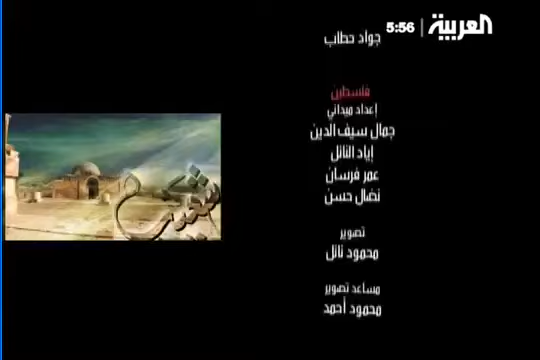 العربية | 5:56
جواد حطاب
فلسطين
إعداد ميداني
جمال سيف الدين
إياد النائل
عمر فرسان
نضال حسن
تصوير
محمود نائل
مساعد تصوير
محمود أحمد